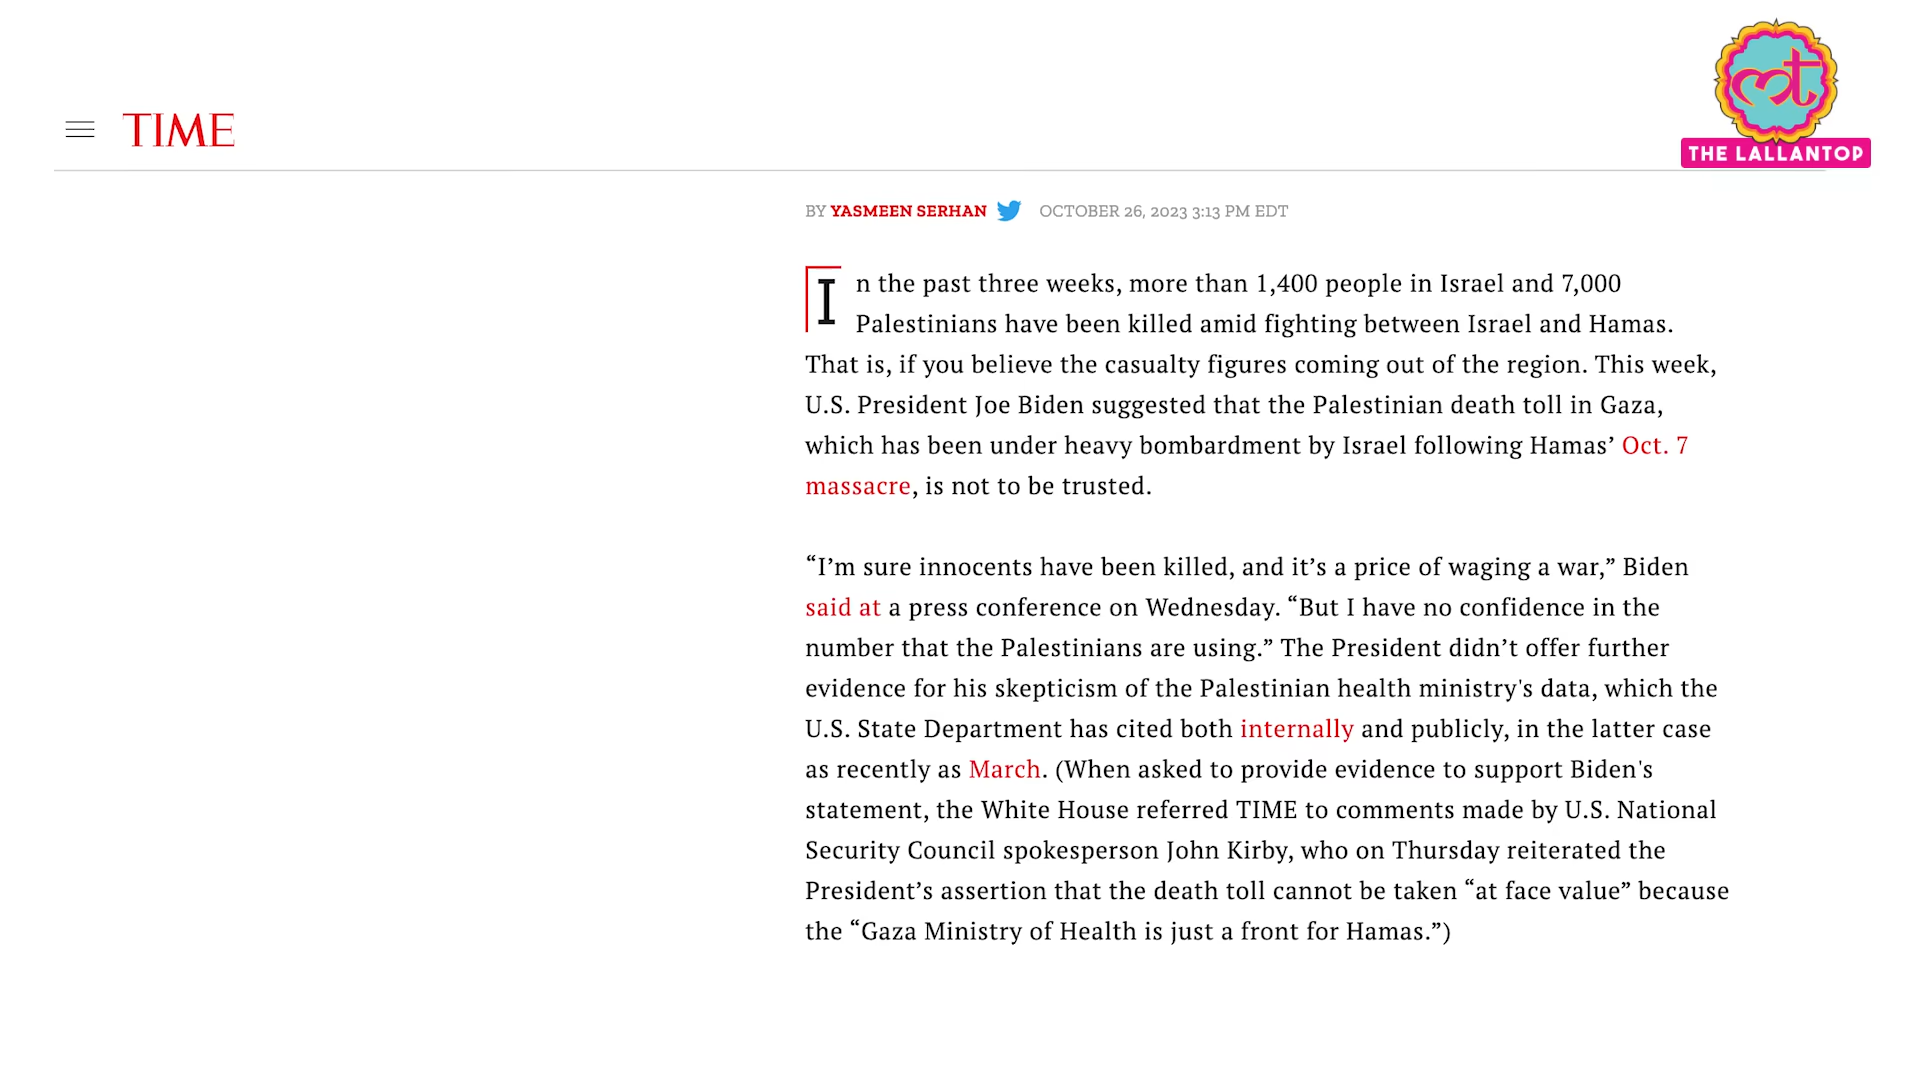 TIME
THE LALLANTOP
BY YASMEEN SERHAN OCTOBER 26, 2023 3:13 PM EDT
In the past three weeks, more than 1,400 people in Israel and 7,000
Palestinians have been killed amid fighting between Israel and Hamas.
That is, if you believe the casualty figures coming out of the region. This week,
U.S. President Joe Biden suggested that the Palestinian death toll in Gaza,
which has been under heavy bombardment by Israel following Hamas’ Oct. 7
massacre, is not to be trusted.
“I’m sure innocents have been killed, and it’s a price of waging a war,” Biden
said at a press conference on Wednesday. “But I have no confidence in the
number that the Palestinians are using.” The President didn’t offer further
evidence for his skepticism of the Palestinian health ministry's data, which the
U.S. State Department has cited both internally and publicly, in the latter case
as recently as March. (When asked to provide evidence to support Biden's
statement, the White House referred TIME to comments made by U.S. National
Security Council spokesperson John Kirby, who on Thursday reiterated the
President’s assertion that the death toll cannot be taken “at face value” because
the “Gaza Ministry of Health is just a front for Hamas.”)